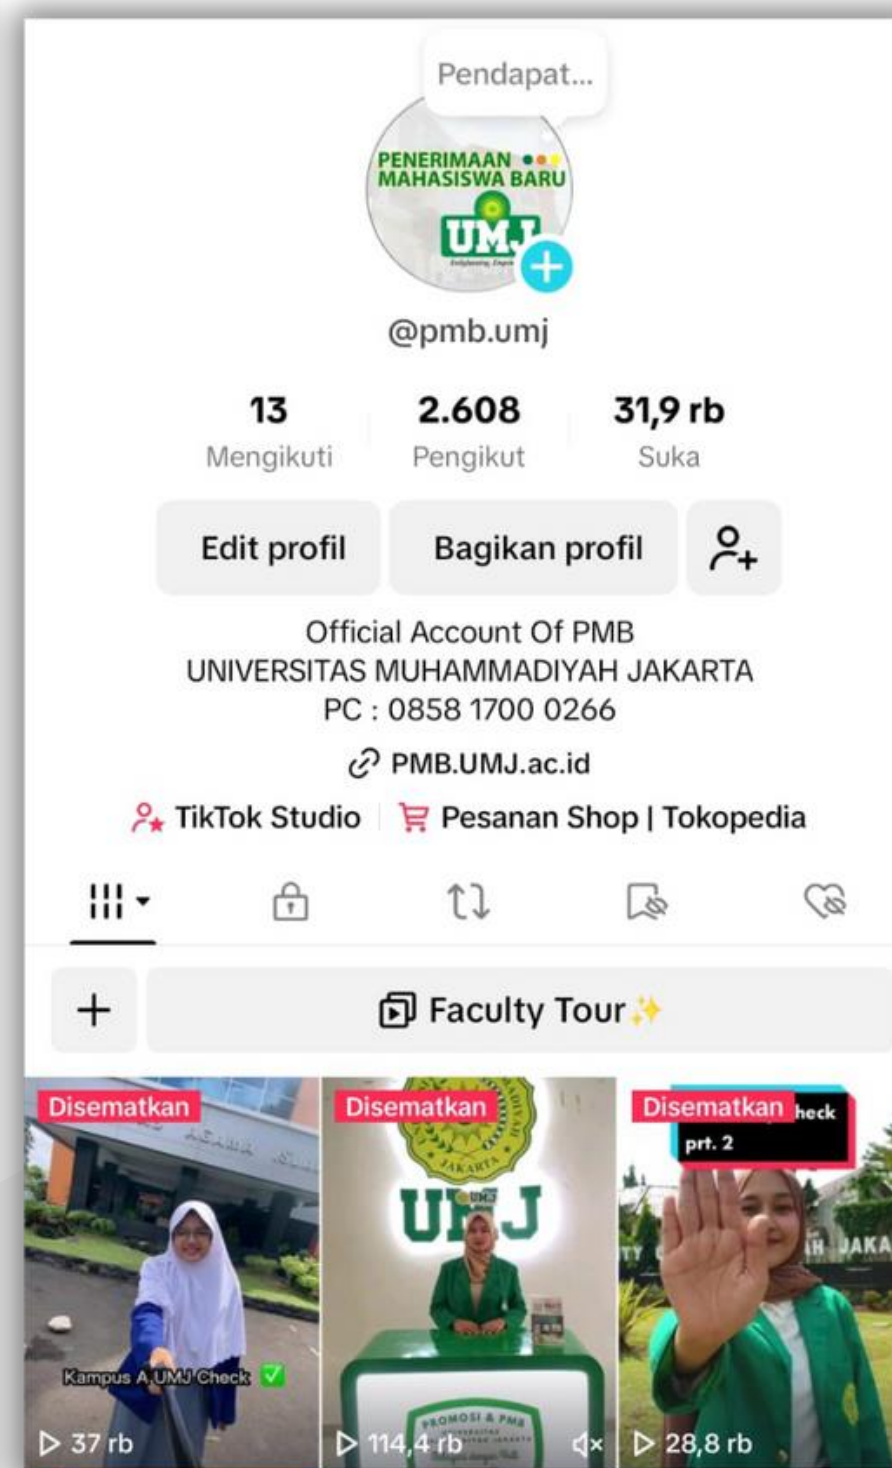 Pendapat...
PENERIMAAN
MAHASISWA BARU
UMJ
@pmb.umj
13
Mengikuti
2.608
Pengikut
31,9 rb
Suka
Edit profil
Bagikan profil
Official Account Of PMB
UNIVERSITAS MUHAMMADIYAH JAKARTA
PC : 0858 1700 0266
PMB.UMJ.ac.id
TikTok Studio
Pesanan Shop | Tokopedia
Faculty Tour✨
Disematkan
Kampus A UMJ Check ✅
37 rb
Disematkan
JAKARTA
UMJ
PROMOSI & PMB
114,4 rb
Disematkan
heck
prt. 2
AH JAKA
28,8 rb